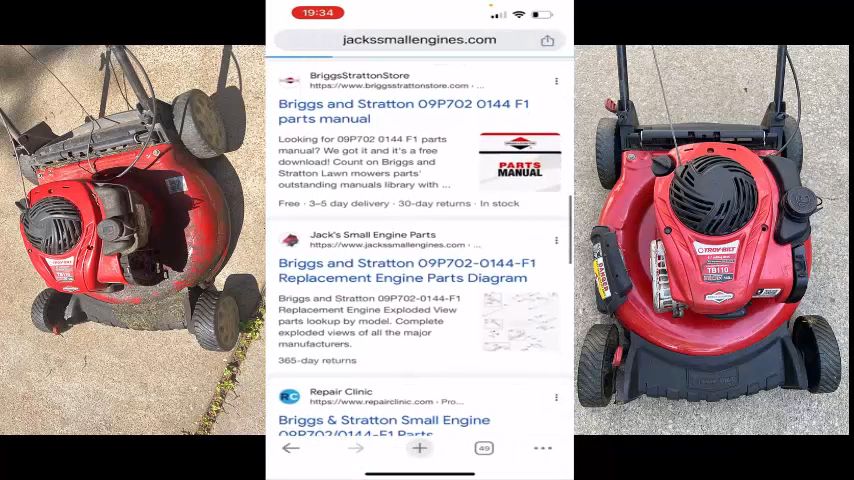 19:34
jackssmallengines.com
BriggsStrattonStore
https://www.briggsstrattonstore.com › ...
Briggs and Stratton 09P702 0144 F1
parts manual
Looking for 09P702 0144 F1 parts
manual? We got it and it's a free
download! Count on Briggs and
Stratton Lawn mowers parts'
outstanding manuals library with ...
PARTS
MANUAL
Free · 3–5 day delivery · 30-day returns · In stock
Jack's Small Engine Parts
https://www.jackssmallengines.com › ...
Briggs and Stratton 09P702-0144-F1
Replacement Engine Parts Diagram
Briggs and Stratton 09P702-0144-F1
Replacement Engine Exploded View
parts lookup by model. Complete
exploded views of all the major
manufacturers.
365-day returns
RC
Repair Clinic
https://www.repairclinic.com › Pro...
Briggs & Stratton Small Engine
09P702/0144-F1 Parts
49
TROY-BILT
TB110
DANGER
TB110